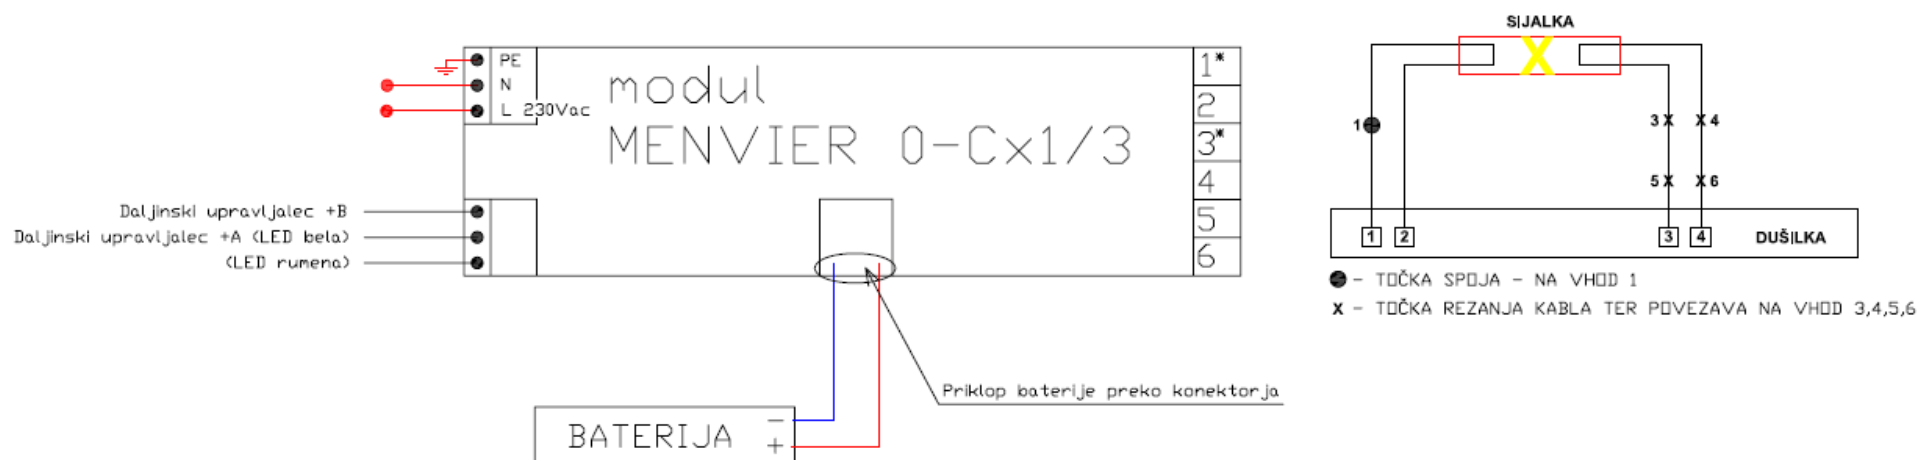 PE
N
L 230Vac
modul
MENVIER 0-Cx1/3
1*
2
3*
4
5
6
Daljinski upravljalec +B
Daljinski upravljalec +A (LED bela)
(LED rumena)
Priklop baterije preko konektorja
BATERIJA
−
+
SIJALKA
X
1
3 X X 4
5 X X 6
1 2 3 4 DUŠILKA
- TOČKA SPOJA - NA VHOD 1
X - TOČKA REZANJA KABLA TER POVEZAVA NA VHOD 3,4,5,6